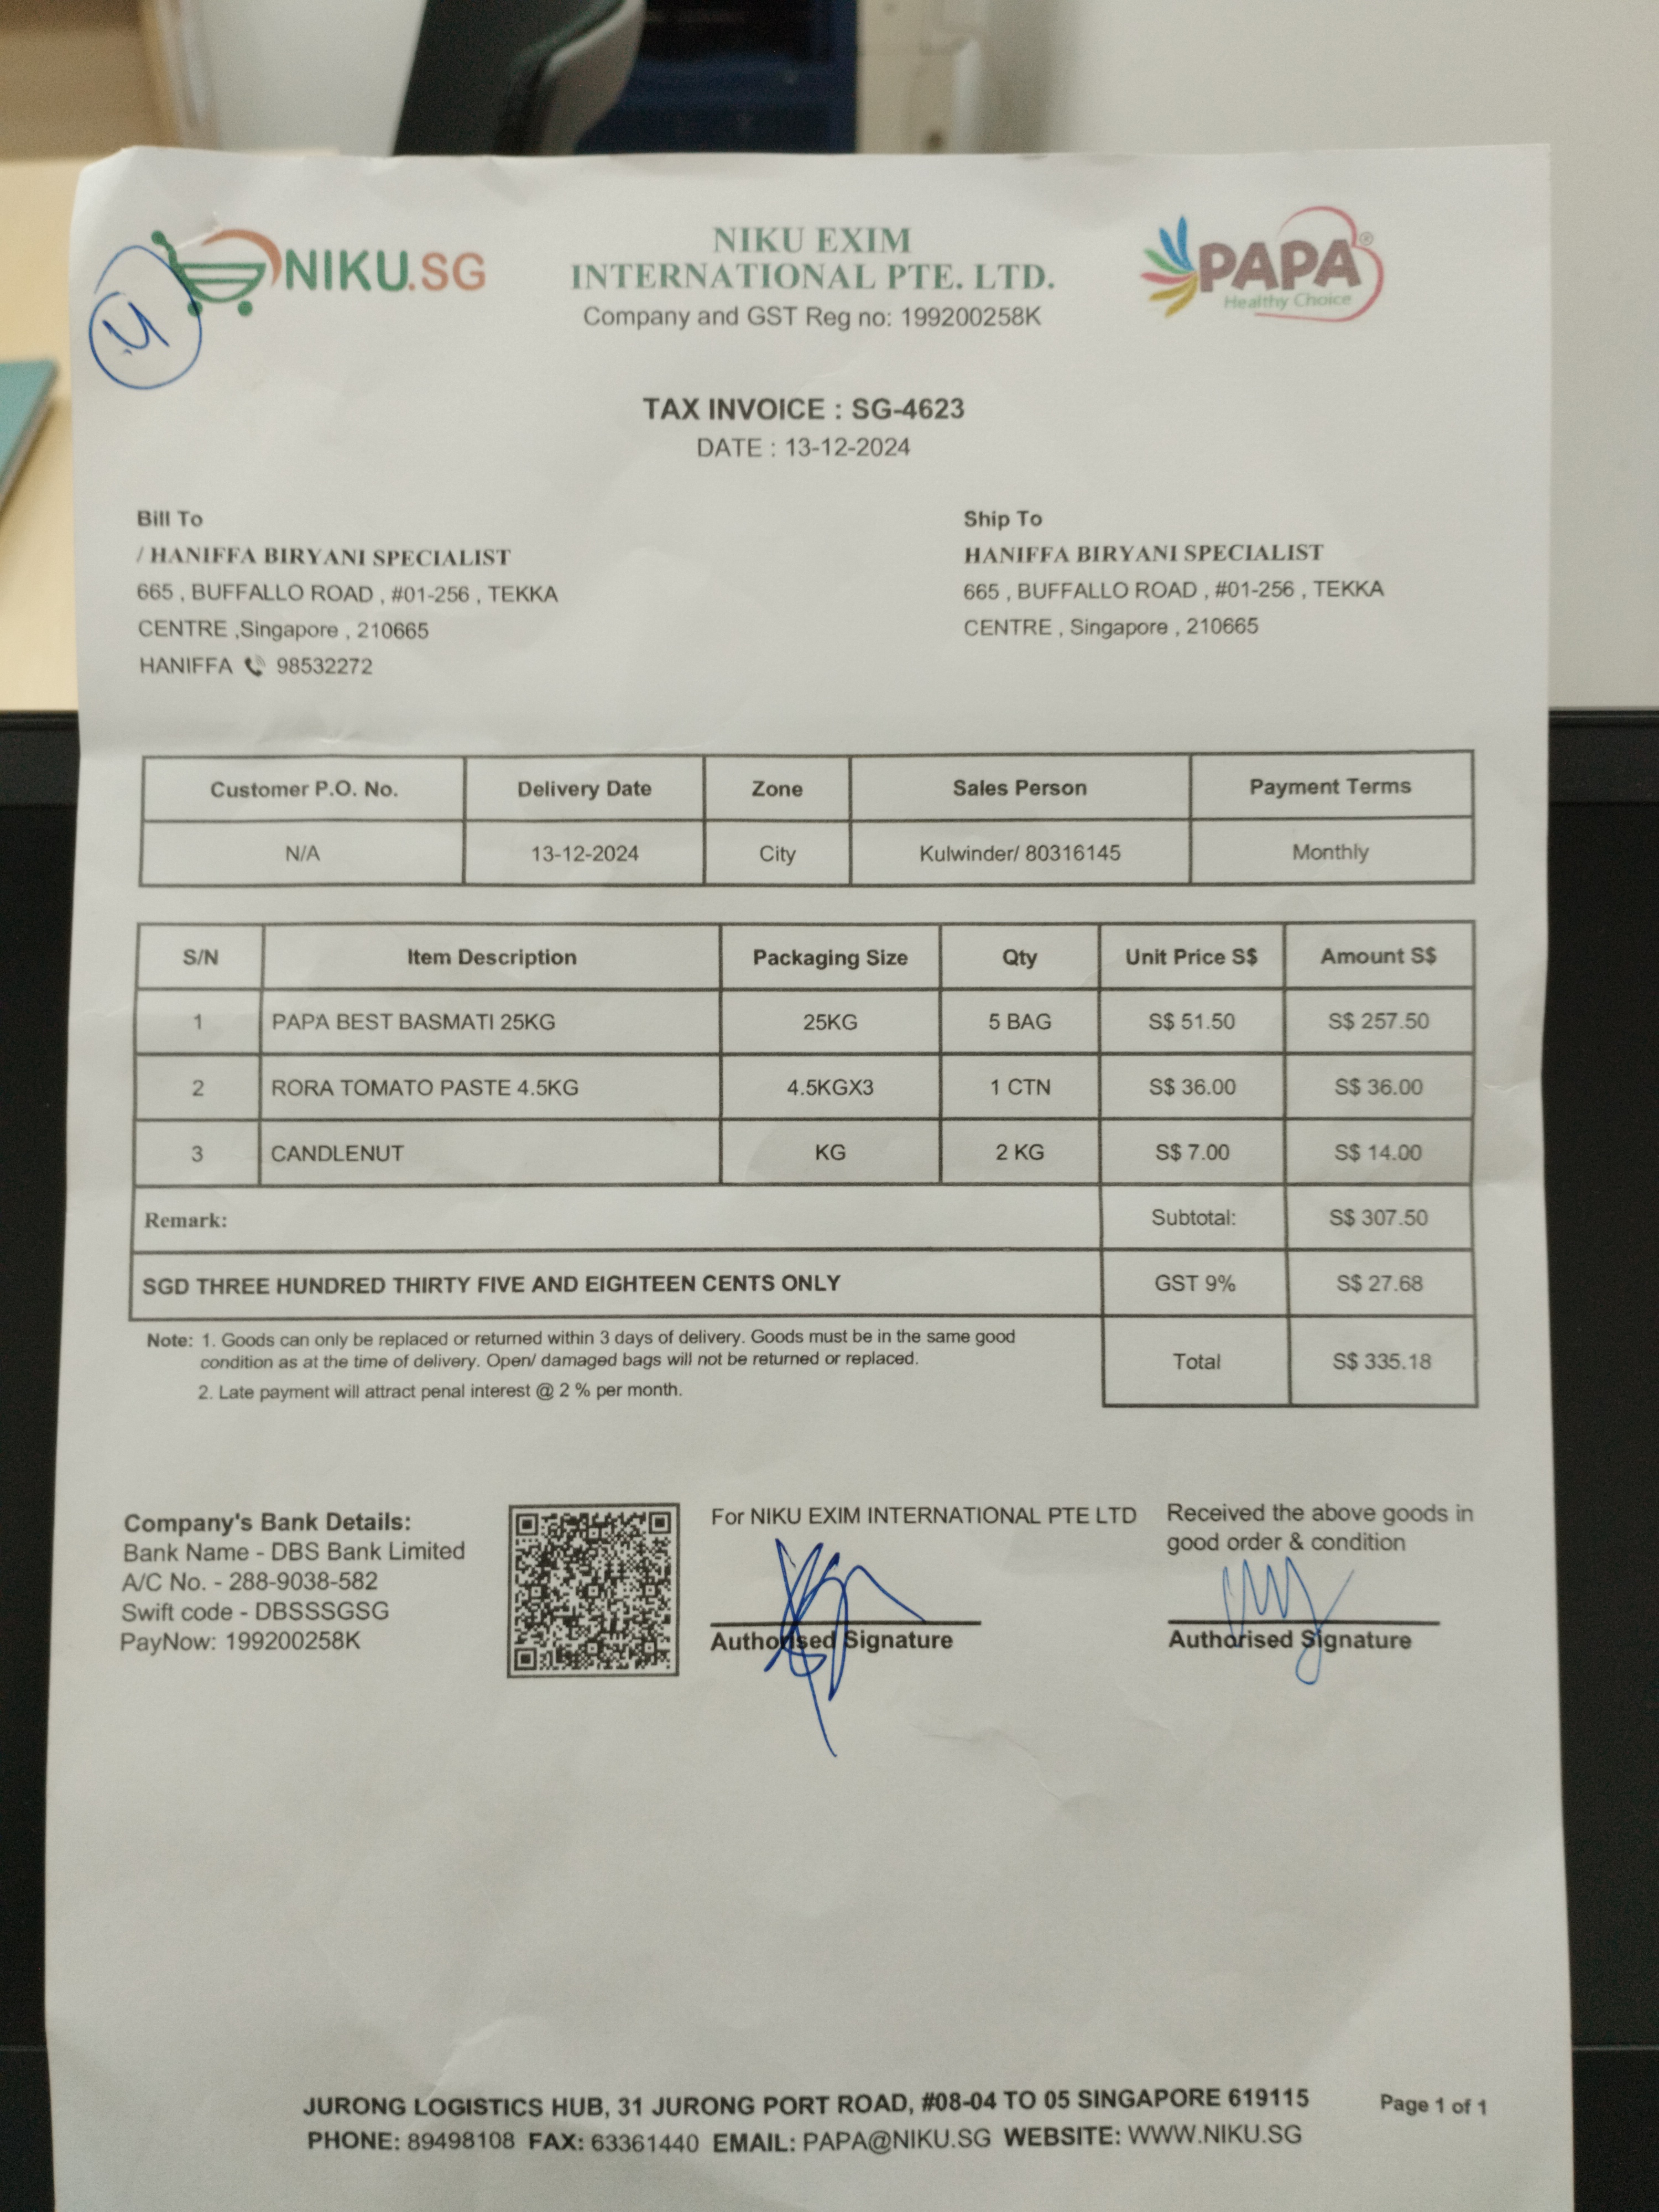 NIKU.SG
NIKU EXIM
INTERNATIONAL PTE. LTD.
Company and GST Reg no: 199200258K
PAPA®
Healthy Choice
TAX INVOICE : SG-4623
DATE : 13-12-2024
Bill To
/ HANIFFA BIRYANI SPECIALIST
665 , BUFFALLO ROAD , #01-256 , TEKKA
CENTRE ,Singapore , 210665
HANIFFA 98532272
Ship To
HANIFFA BIRYANI SPECIALIST
665 , BUFFALLO ROAD , #01-256 , TEKKA
CENTRE , Singapore , 210665
Customer P.O. No. Delivery Date Zone Sales Person Payment Terms
N/A 13-12-2024 City Kulwinder/ 80316145 Monthly
S/N Item Description Packaging Size Qty Unit Price S$ Amount S$
1 PAPA BEST BASMATI 25KG 25KG 5 BAG S$ 51.50 S$ 257.50
2 RORA TOMATO PASTE 4.5KG 4.5KGX3 1 CTN S$ 36.00 S$ 36.00
3 CANDLENUT KG 2 KG S$ 7.00 S$ 14.00
Remark: Subtotal: S$ 307.50
SGD THREE HUNDRED THIRTY FIVE AND EIGHTEEN CENTS ONLY GST 9% S$ 27.68
Note: 1. Goods can only be replaced or returned within 3 days of delivery. Goods must be in the same good
condition as at the time of delivery. Open/ damaged bags will not be returned or replaced.
2. Late payment will attract penal interest @ 2 % per month.
Total S$ 335.18
Company's Bank Details:
Bank Name - DBS Bank Limited
A/C No. - 288-9038-582
Swift code - DBSSSGSG
PayNow: 199200258K
For NIKU EXIM INTERNATIONAL PTE LTD
Authorised Signature
Received the above goods in
good order & condition
Authorised Signature
JURONG LOGISTICS HUB, 31 JURONG PORT ROAD, #08-04 TO 05 SINGAPORE 619115
Page 1 of 1
PHONE: 89498108 FAX: 63361440 EMAIL: PAPA@NIKU.SG WEBSITE: WWW.NIKU.SG